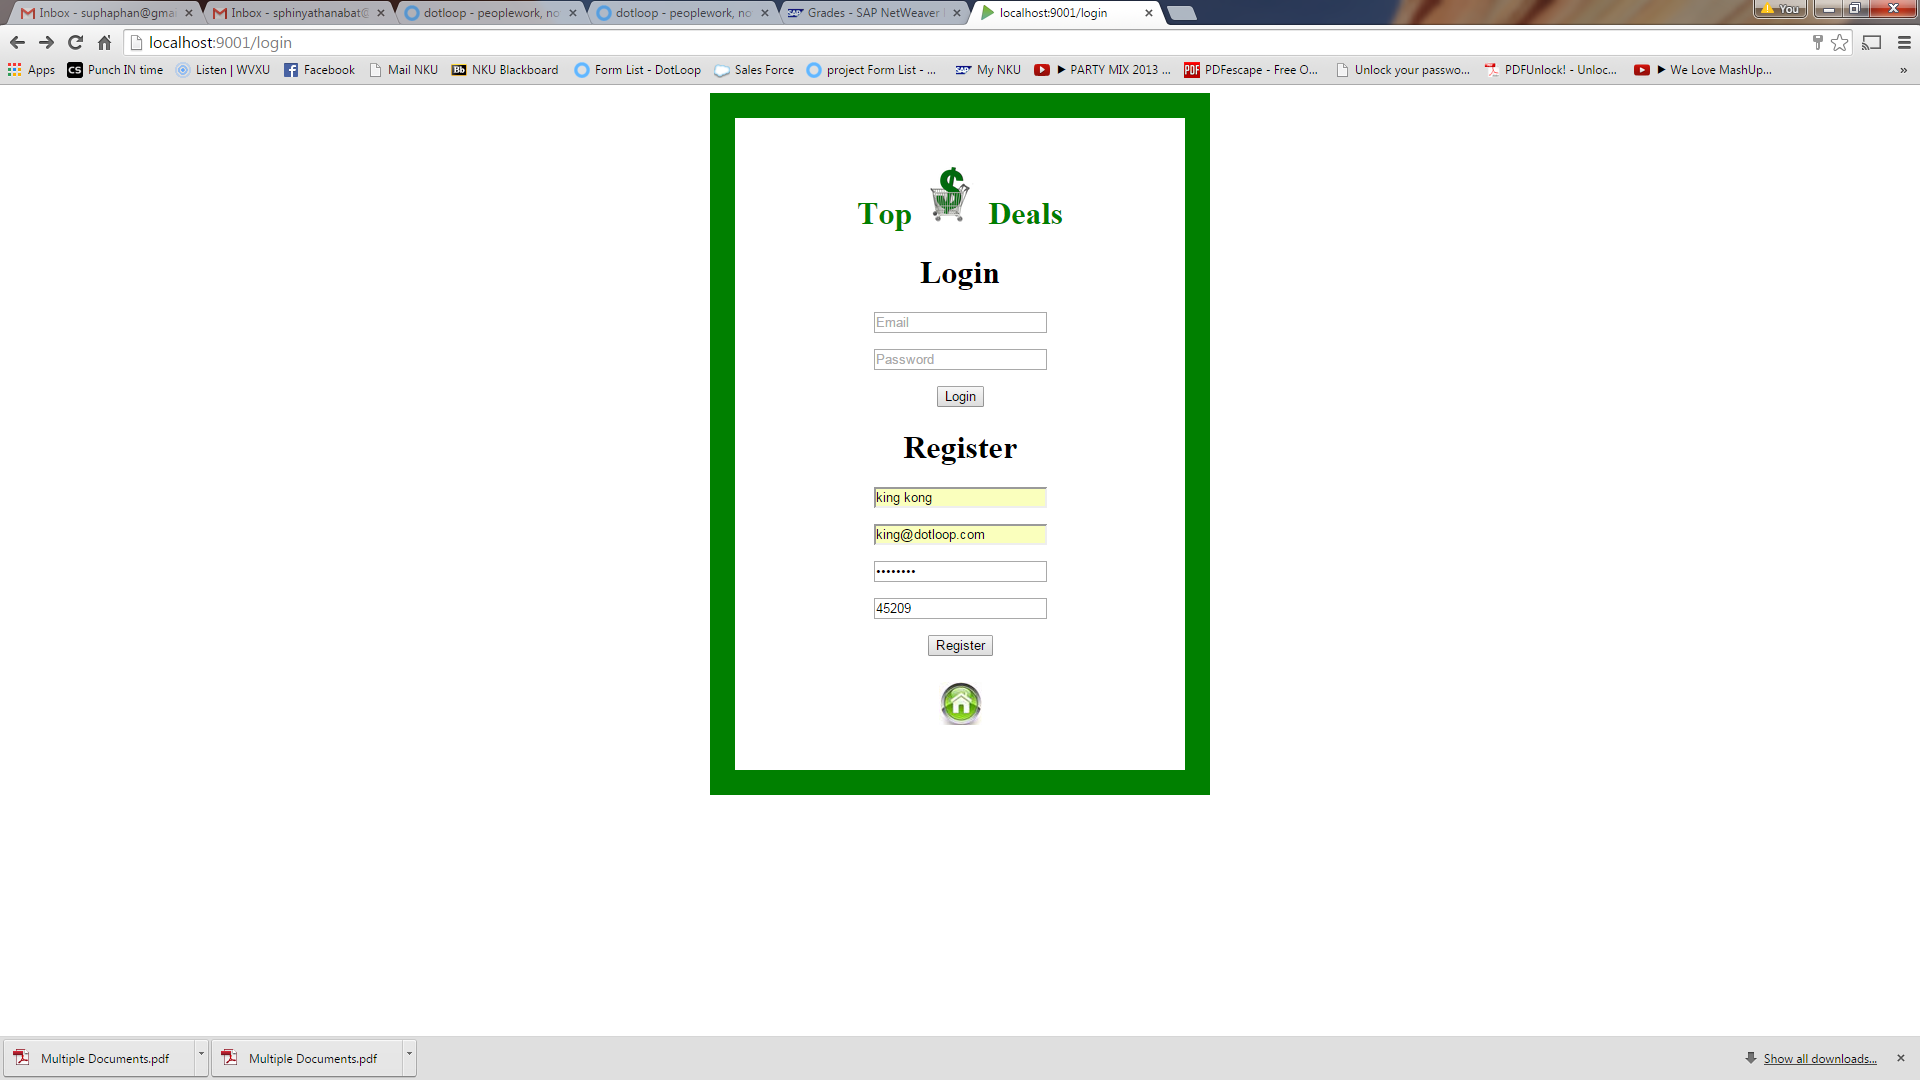 Inbox - suphaphan@gma
Inbox - sphinyathanabat@
dotloop - peoplework, no
dotloop - peoplework, no
Grades - SAP NetWeaver
localhost:9001/login
You
localhost:9001/login
Apps
CS Punch IN time
Listen | WVXU
Facebook
Mail NKU
Bb NKU Blackboard
Form List - DotLoop
Sales Force
project Form List - ...
SAP My NKU
▶ PARTY MIX 2013 ...
PDF PDFescape - Free O...
Unlock your passwo...
PDFUnlock! - Unloc...
▶ We Love MashUp...
»
Top $ Deals
Login
Email
Password
Login
Register
king kong
king@dotloop.com
••••••••
45209
Register
Multiple Documents.pdf
Multiple Documents.pdf
Show all downloads...